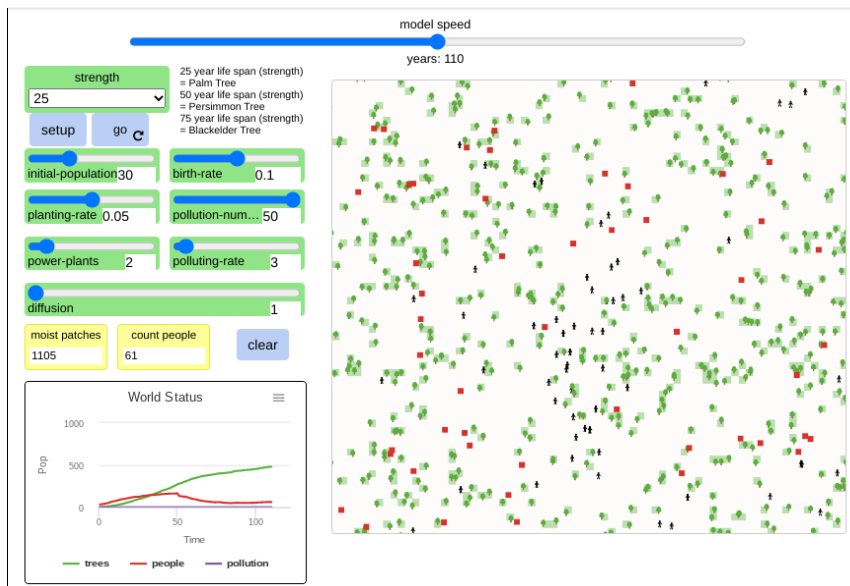 model speed
years: 110
strength
25
25 year life span (strength)
= Palm Tree
50 year life span (strength)
= Persimmon Tree
75 year life span (strength)
= Blackelder Tree
setup
go
initial-population 30
birth-rate 0.1
planting-rate 0.05
pollution-num... 50
power-plants 2
polluting-rate 3
diffusion 1
moist patches
1105
count people
61
clear
World Status
1000
500
0
Pop
0 50 100
Time
trees people pollution